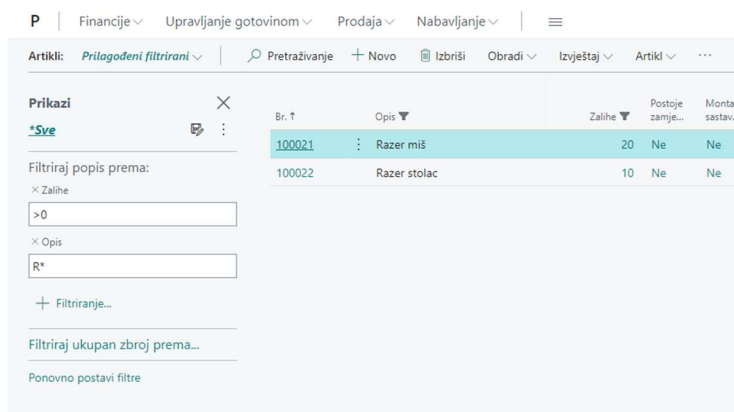 P Financije Upravljanje gotovinom Prodaja Nabavljanje
Artikli: Prilagođeni filtrirani Pretraživanje + Novo Izbriši Obradi Izvještaj Artikl ...
Prikazi
*Sve
Filtriraj popis prema:
× Zalihe
>0
× Opis
R*
+ Filtriranje...
Filtriraj ukupan zbroj prema...
Ponovno postavi filtre
Br. ↑ Opis Zalihe Postoje zamje... Monta sastav.
100021 Razer miš 20 Ne Ne
100022 Razer stolac 10 Ne Ne